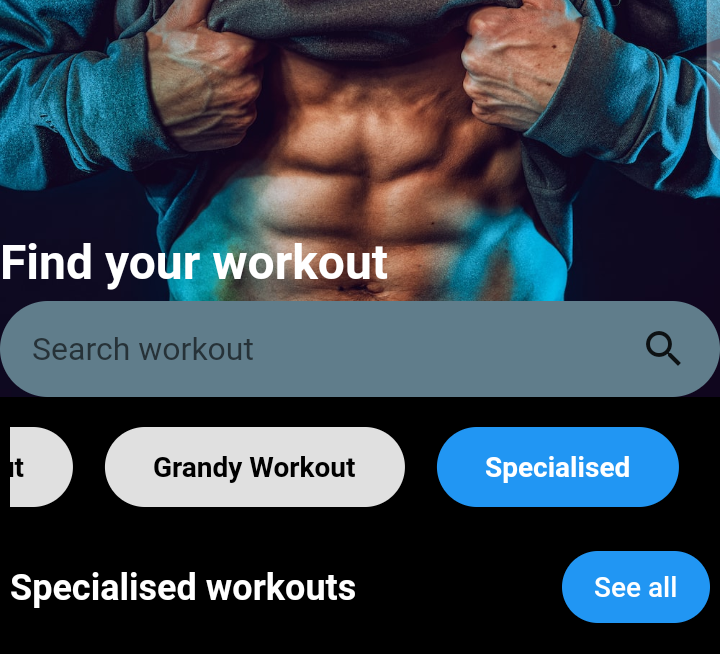 Find your workout
Search workout
Grandy Workout
Specialised
Specialised workouts
See all